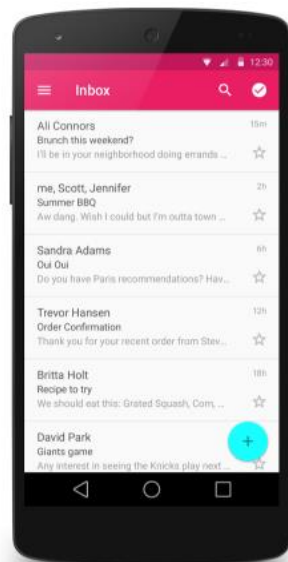 12:30
Inbox
Ali Connors 15m
Brunch this weekend?
I'll be in your neighborhood doing errands ...
me, Scott, Jennifer 2h
Summer BBQ
Aw dang. Wish I could but I'm outta town ...
Sandra Adams 6h
Oui Oui
Do you have Paris recommendations? Hav...
Trevor Hansen 12h
Order Confirmation
Thank you for your recent order from Stev...
Britta Holt 18h
Recipe to try
We should eat this: Grated Squash, Corn, ...
David Park
Giants game
Any interest in seeing the Knicks play next ...